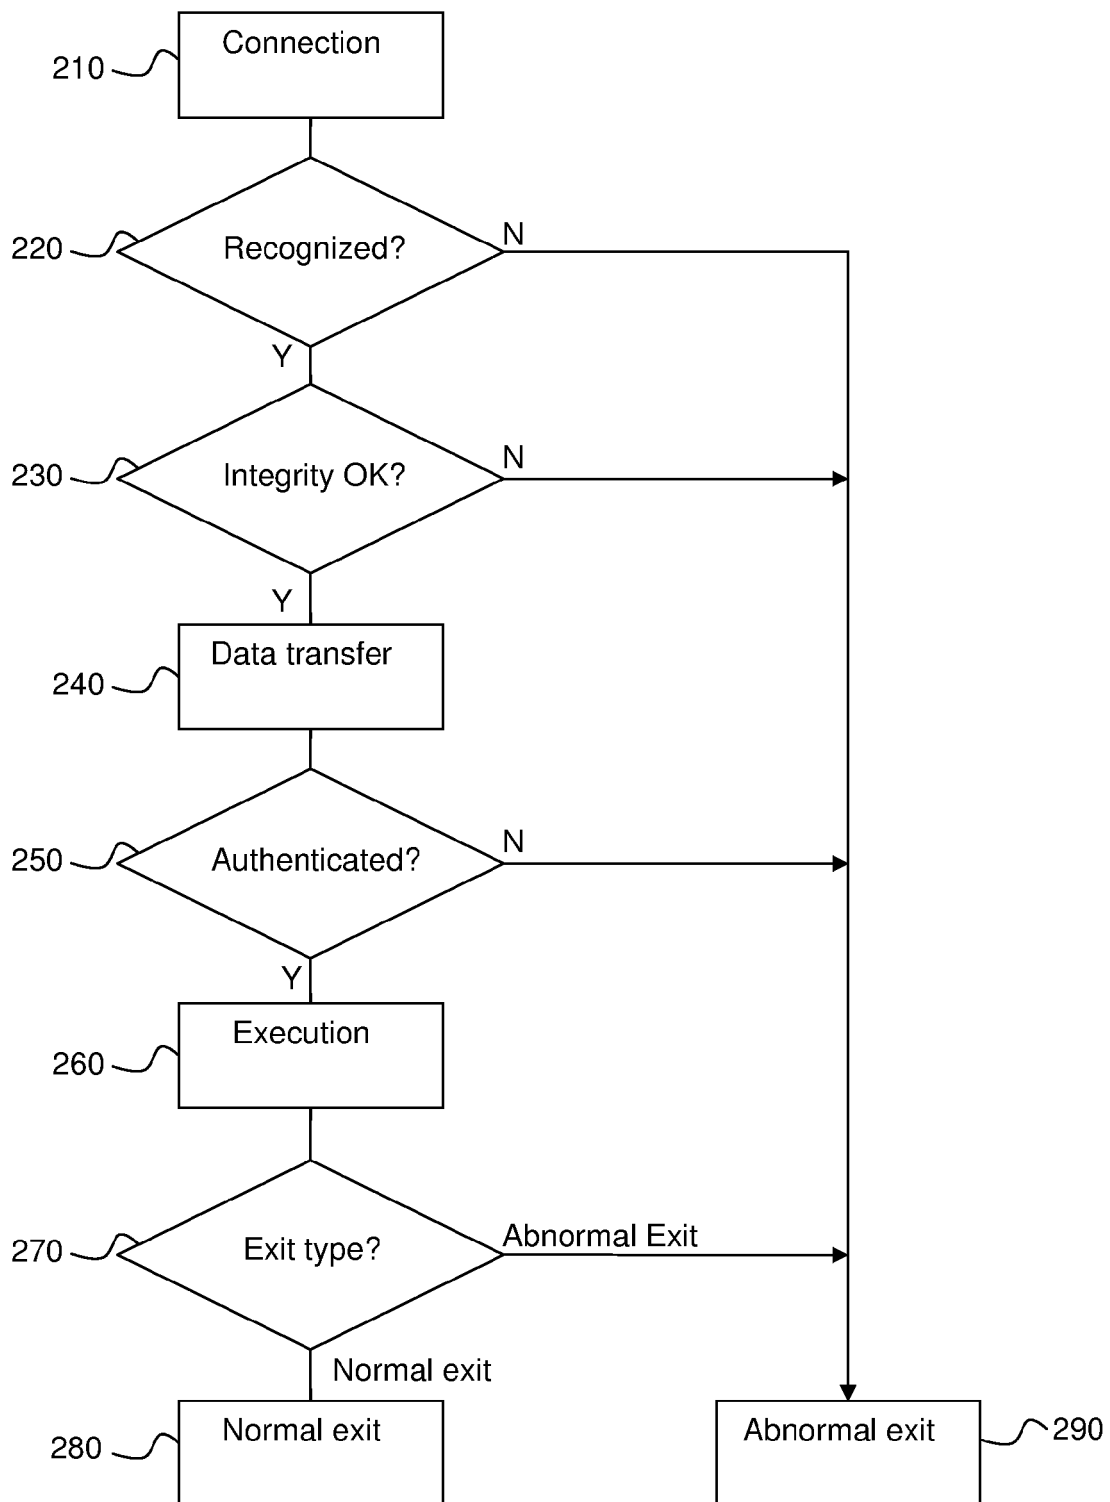 Connection
210
220
Recognized?
N
Y
230
Integrity OK?
N
Y
Data transfer
240
250
Authenticated?
N
Y
Execution
260
270
Exit type?
Abnormal Exit
Normal exit
280
Normal exit
Abnormal exit
290